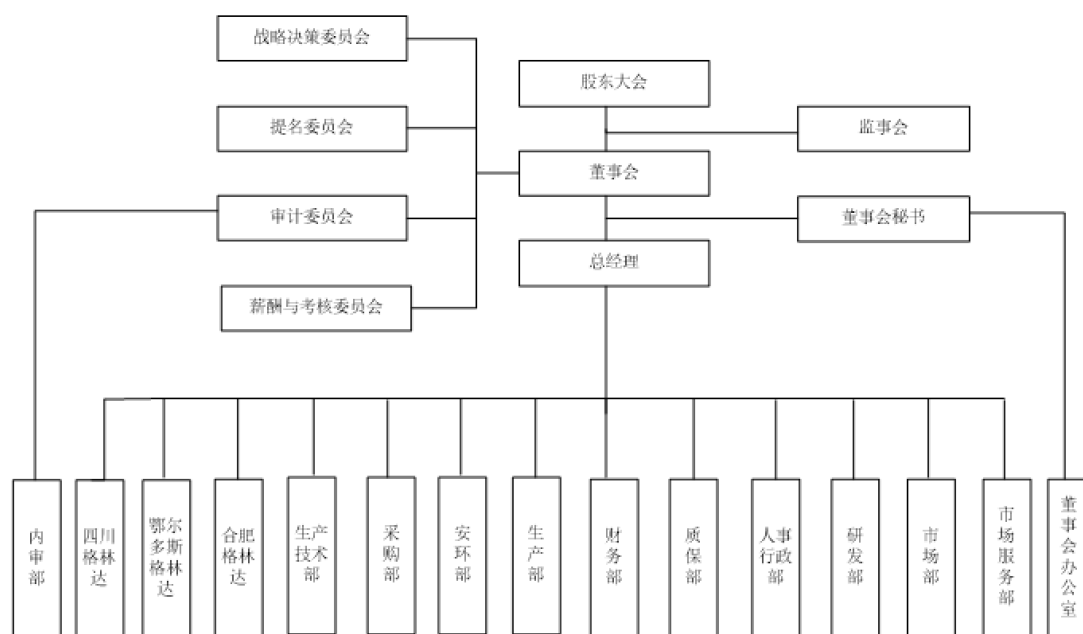 战略决策委员会
股东大会
提名委员会
监事会
董事会
审计委员会
董事会秘书
总经理
薪酬与考核委员会
内审部
四川
格林达
鄂尔
多斯
格林达
合肥
格林达
生产
技术部
采购部
安环部
生产部
财务部
质保部
人事
行政部
研发部
市场部
市场服务部
董事会办公室